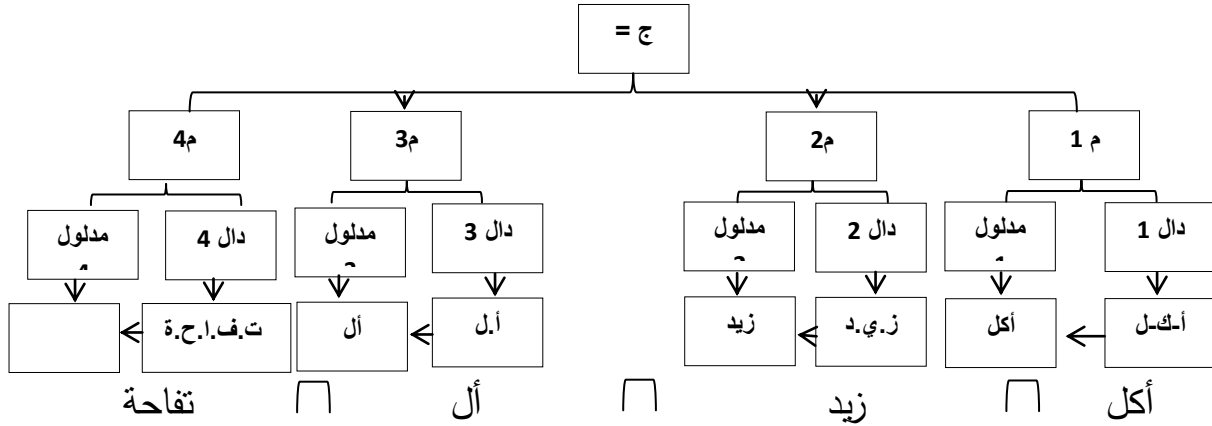 ج =
م 1
م2
م3
م4
دال 1
مدلول
دال 2
مدلول
دال 3
مدلول
دال 4
مدلول
أ-ك-ل
أكل
ز.ي.د
زيد
أ.ل
أل
ت.ف.ا.ح.ة
أكل
زيد
أل
تفاحة